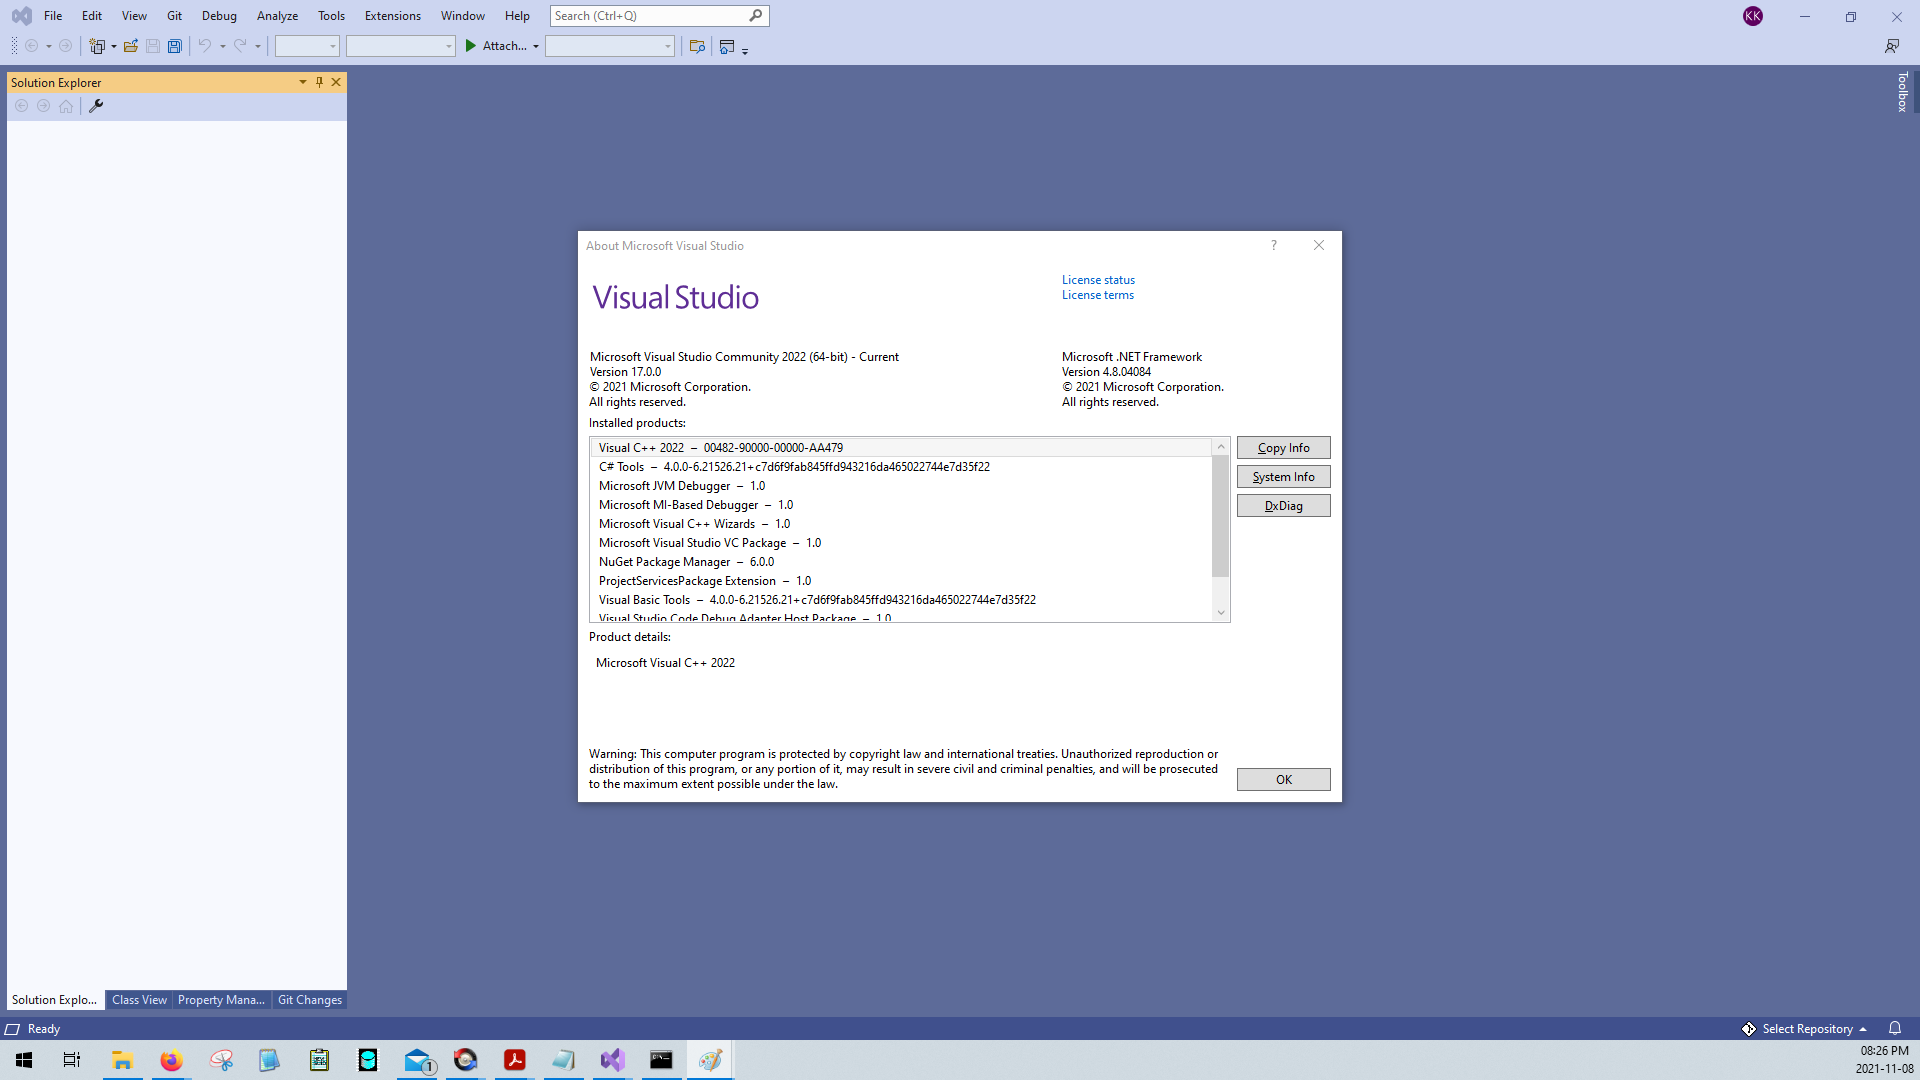 File Edit View Git Debug Analyze Tools Extensions Window Help Search (Ctrl+Q) KK
Attach...
Solution Explorer
Toolbox
About Microsoft Visual Studio ?
Visual Studio
License status
License terms
Microsoft Visual Studio Community 2022 (64-bit) - Current
Version 17.0.0
© 2021 Microsoft Corporation.
All rights reserved.
Microsoft .NET Framework
Version 4.8.04084
© 2021 Microsoft Corporation.
All rights reserved.
Installed products:
Visual C++ 2022 – 00482-90000-00000-AA479
C# Tools – 4.0.0-6.21526.21+c7d6f9fab845ffd943216da465022744e7d35f22
Microsoft JVM Debugger – 1.0
Microsoft MI-Based Debugger – 1.0
Microsoft Visual C++ Wizards – 1.0
Microsoft Visual Studio VC Package – 1.0
NuGet Package Manager – 6.0.0
ProjectServicesPackage Extension – 1.0
Visual Basic Tools – 4.0.0-6.21526.21+c7d6f9fab845ffd943216da465022744e7d35f22
Visual Studio Code Debug Adapter Host Package – 1.0
Copy Info
System Info
DxDiag
Product details:
Microsoft Visual C++ 2022
Warning: This computer program is protected by copyright law and international treaties. Unauthorized reproduction or
distribution of this program, or any portion of it, may result in severe civil and criminal penalties, and will be prosecuted
to the maximum extent possible under the law.
OK
Solution Explo... Class View Property Mana... Git Changes
Ready
Select Repository
1
08:26 PM
2021-11-08